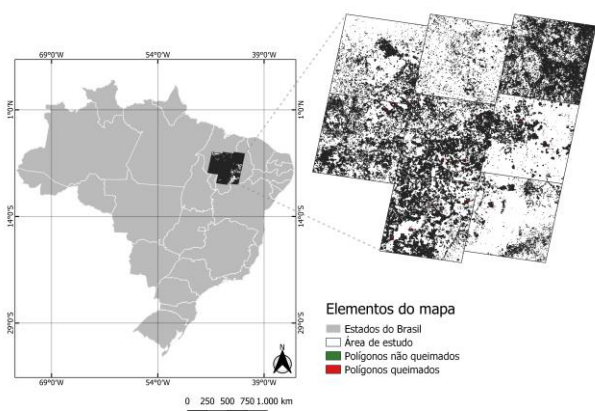 69°0'W 54°0'W 39°0'W
1°0'N 1°0'N
14°0'S 14°0'S
29°0'S 29°0'S
69°0'W 54°0'W 39°0'W
N
0 250 500 750 1.000 km
Elementos do mapa
Estados do Brasil
Área de estudo
Polígonos não queimados
Polígonos queimados